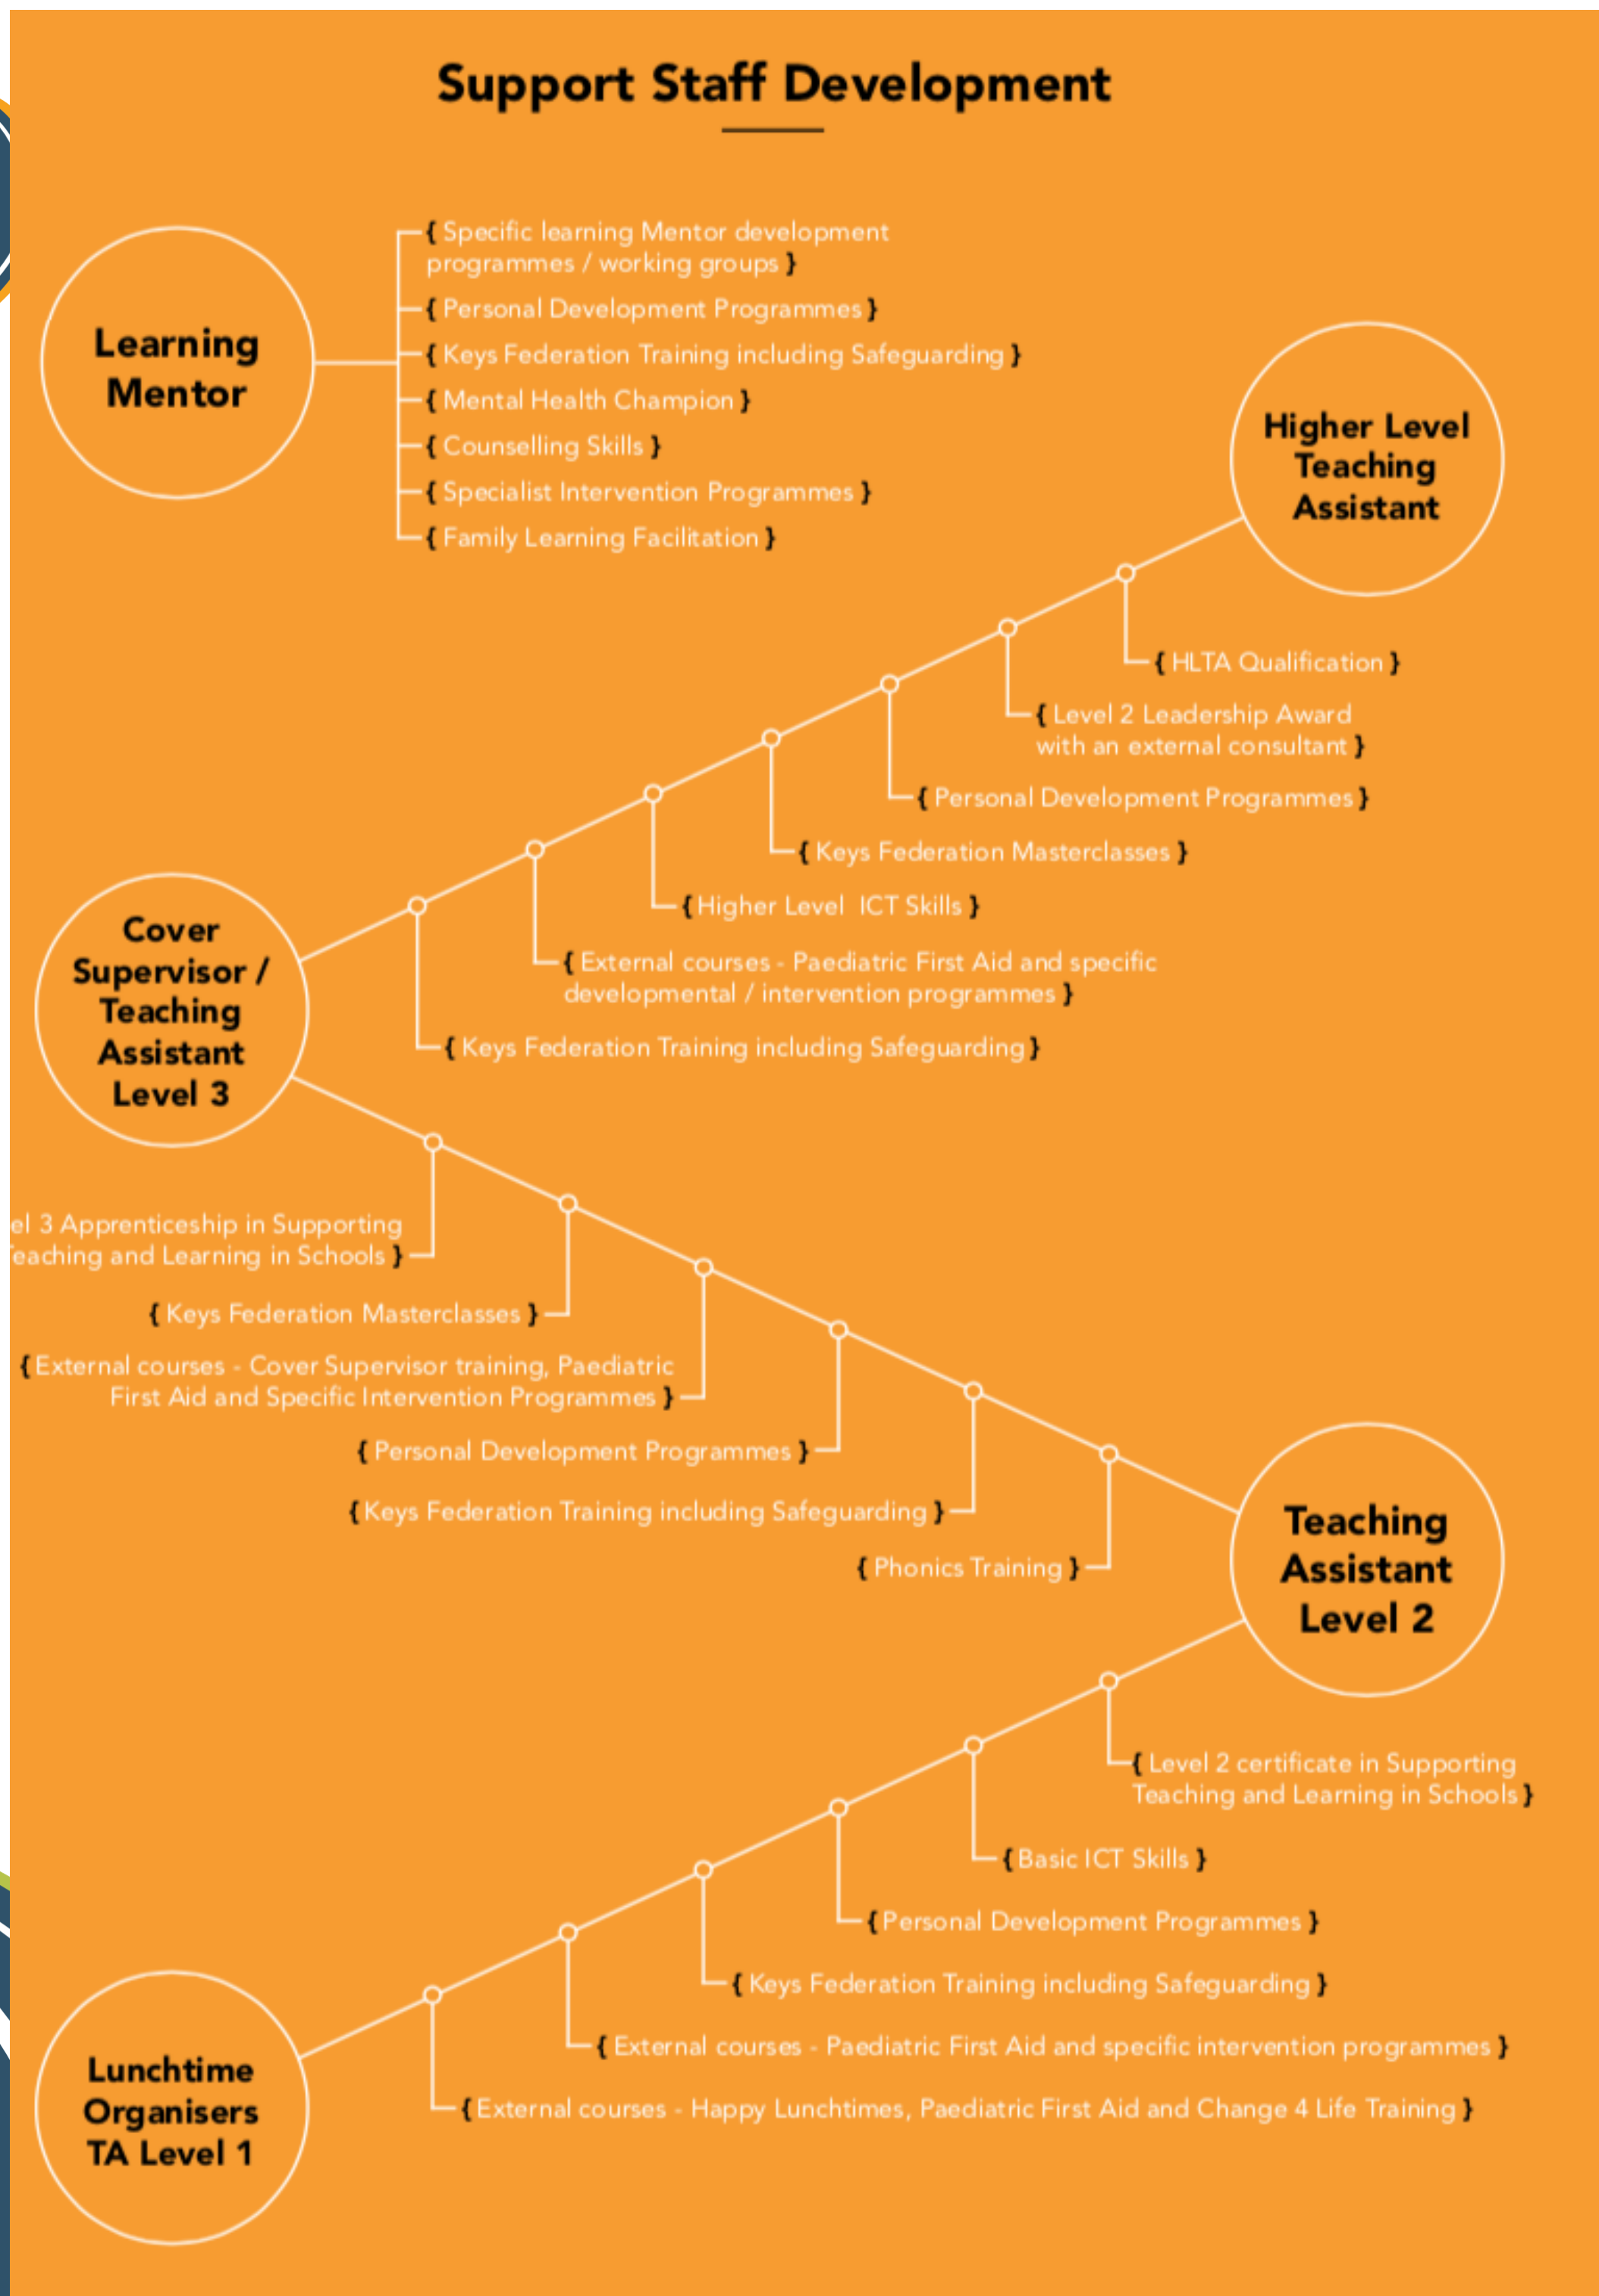 Support Staff Development
Learning
Mentor
{ Specific learning Mentor development
programmes / working groups }
{ Personal Development Programmes }
{ Keys Federation Training including Safeguarding }
{ Mental Health Champion }
{ Counselling Skills }
{ Specialist Intervention Programmes }
{ Family Learning Facilitation }
Higher Level
Teaching
Assistant
{ HLTA Qualification }
{ Level 2 Leadership Award
with an external consultant }
{ Personal Development Programmes }
{ Keys Federation Masterclasses }
{ Higher Level ICT Skills }
{ External courses - Paediatric First Aid and specific
developmental / intervention programmes }
{ Keys Federation Training including Safeguarding }
Cover
Supervisor /
Teaching
Assistant
Level 3
3 Apprenticeship in Supporting
and Learning in Schools }
{ Keys Federation Masterclasses }
{ External courses - Cover Supervisor training, Paediatric
First Aid and Specific Intervention Programmes }
{ Personal Development Programmes }
{ Keys Federation Training including Safeguarding }
{ Phonics Training }
Teaching
Assistant
Level 2
{ Level 2 certificate in Supporting
Teaching and Learning in Schools }
{ Basic ICT Skills }
{ Personal Development Programmes }
{ Keys Federation Training including Safeguarding }
{ External courses - Paediatric First Aid and specific intervention programmes }
{ External courses - Happy Lunchtimes, Paediatric First Aid and Change 4 Life Training }
Lunchtime
Organisers
TA Level 1